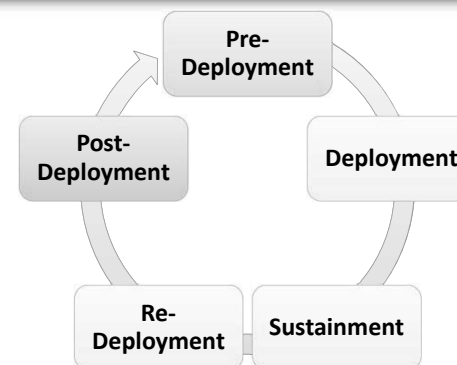 Pre-
Deployment
Deployment
Sustainment
Re-
Deployment
Post-
Deployment